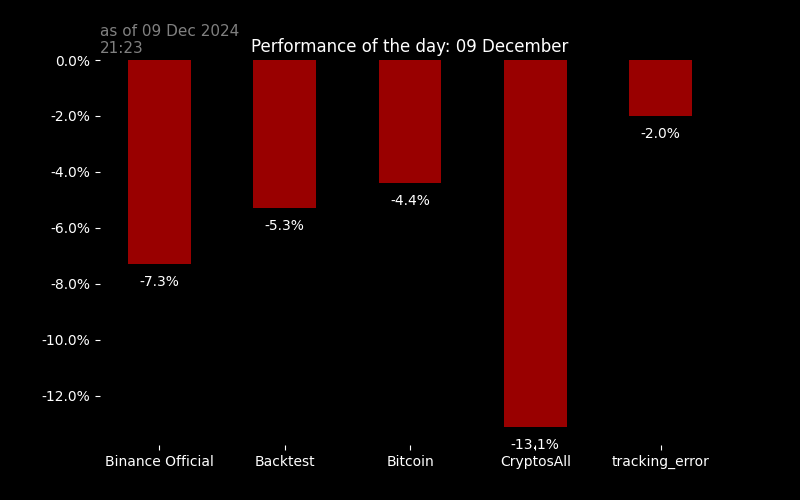 as of 09 Dec 2024
21:23
Performance of the day: 09 December
0.0%
-2.0%
-4.0%
-6.0%
-8.0%
-10.0%
-12.0%
-7.3%
-5.3%
-4.4%
-13.1%
-2.0%
Binance Official
Backtest
Bitcoin
CryptosAll
tracking_error